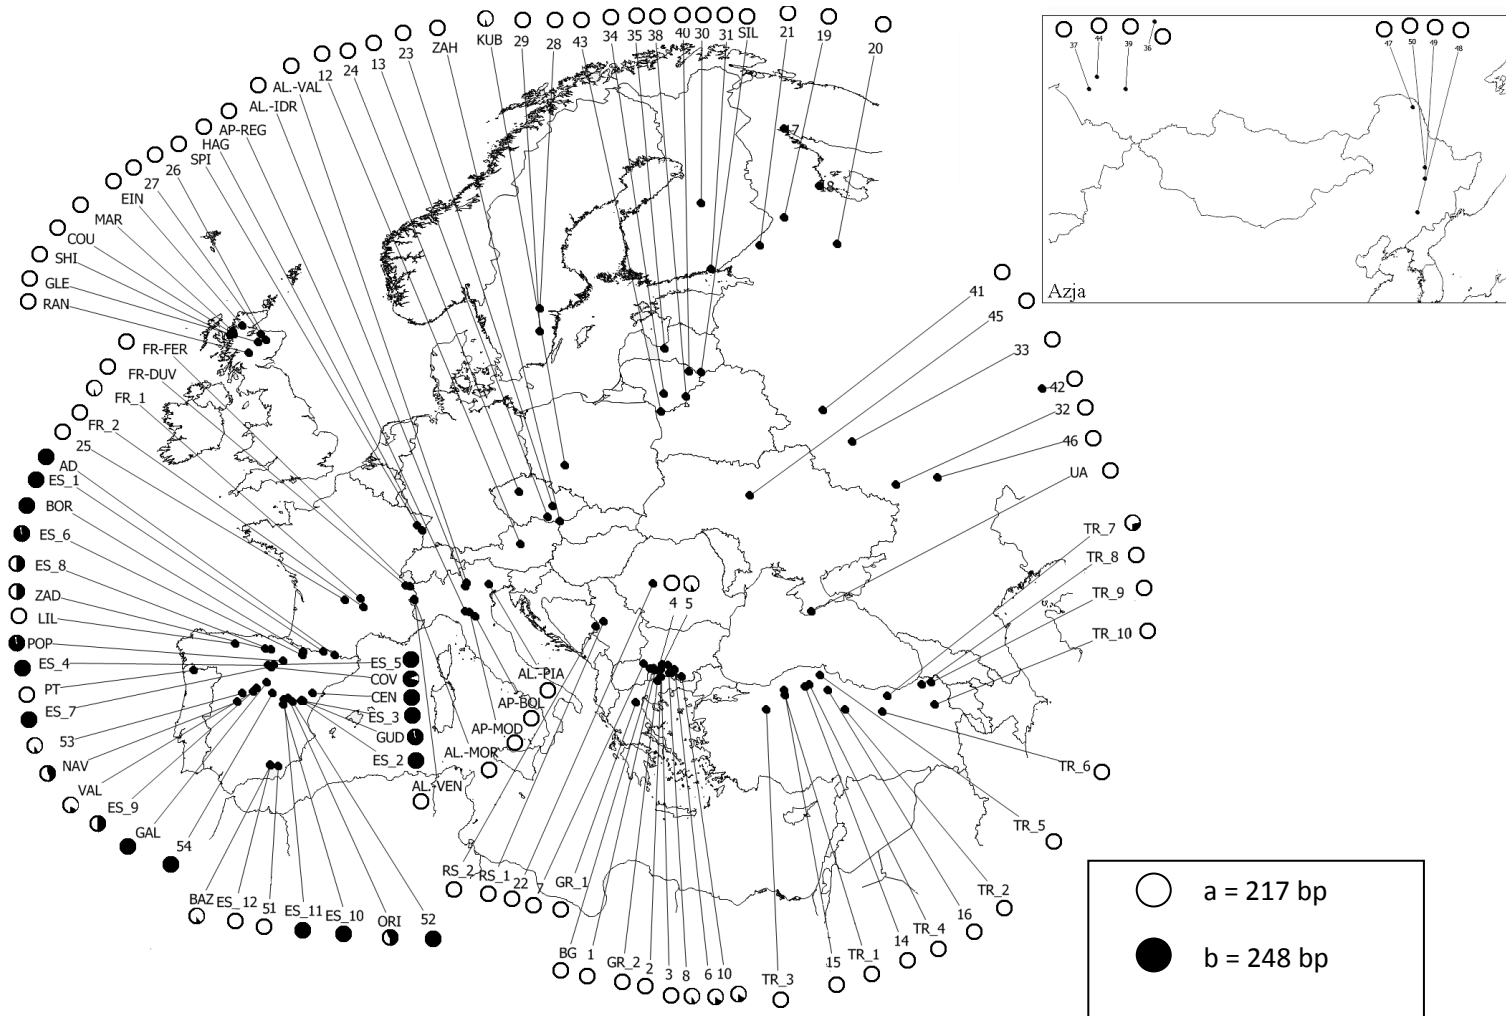 ZAH
KUB
29
28
43
34
35
38
40
30
31
SIL
21
19
20
23
13
24
12
AL.-VAL
AL.-IDR
AP-REG
HAG
SPI
26
27
EIN
MAR
COU
SHI
GLE
RAN
37
44
39
36
47
50
49
48
Azja
17
18
41
45
33
42
32
46
UA
FR-FER
FR-DUV
FR_1
FR_2
25
AD
ES_1
BOR
ES_6
ES_8
ZAD
LIL
POP
ES_4
PT
ES_7
53
NAV
VAL
ES_9
GAL
54
BAZ
ES_12
51
ES_11
ES_10
ORI
52
ES_5
COV
CEN
ES_3
GUD
ES_2
AL.-VEN
AL.-MOR
AP-MOD
AP-BOL
AL.-PIA
4
5
TR_7
TR_8
TR_9
TR_10
TR_6
TR_5
TR_2
16
TR_4
14
TR_1
15
TR_3
RS_2
RS_1
22
7
GR_1
BG
1
GR_2
2
3
8
6
10
a = 217 bp
b = 248 bp